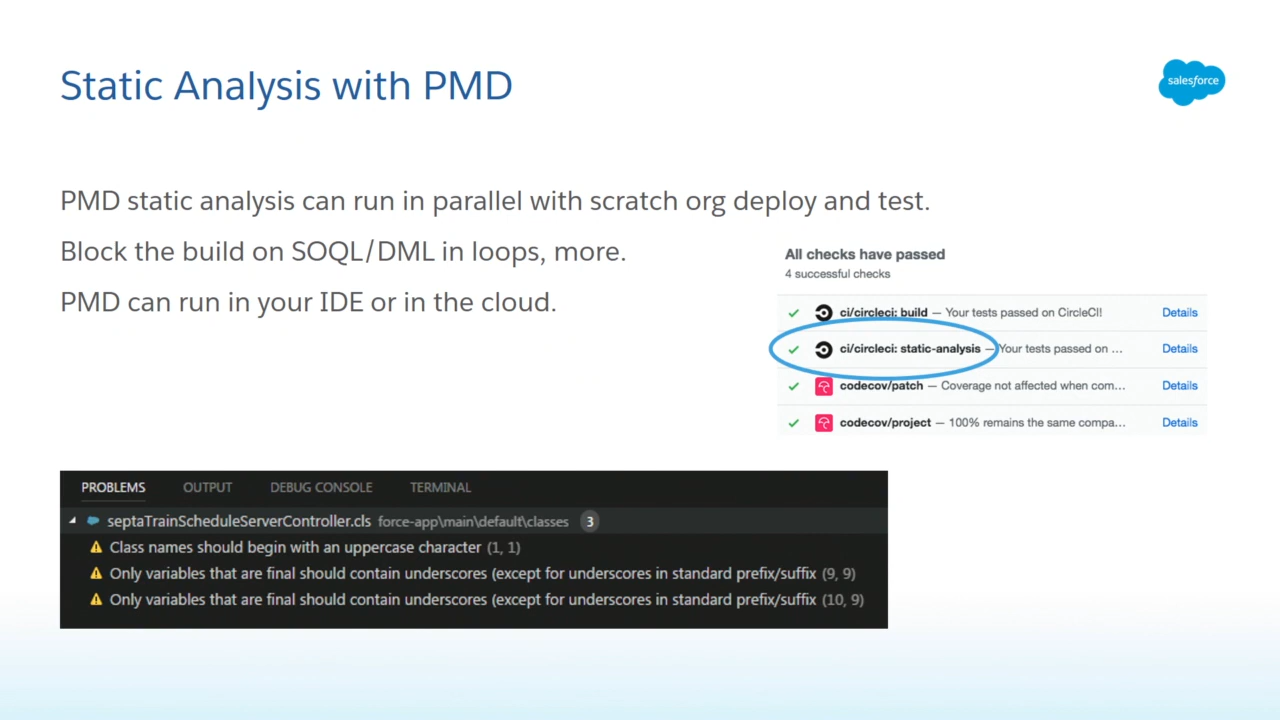 Static Analysis with PMD
salesforce
PMD static analysis can run in parallel with scratch org deploy and test.
Block the build on SOQL/DML in loops, more.
PMD can run in your IDE or in the cloud.
All checks have passed
4 successful checks
ci/circleci: build — Your tests passed on CircleCI! Details
ci/circleci: static-analysis — Your tests passed on ... Details
codecov/patch — Coverage not affected when com... Details
codecov/project — 100% remains the same compa... Details
PROBLEMS OUTPUT DEBUG CONSOLE TERMINAL
septaTrainScheduleServerController.cls force-app\main\default\classes 3
Class names should begin with an uppercase character (1, 1)
Only variables that are final should contain underscores (except for underscores in standard prefix/suffix (9, 9)
Only variables that are final should contain underscores (except for underscores in standard prefix/suffix (10, 9)